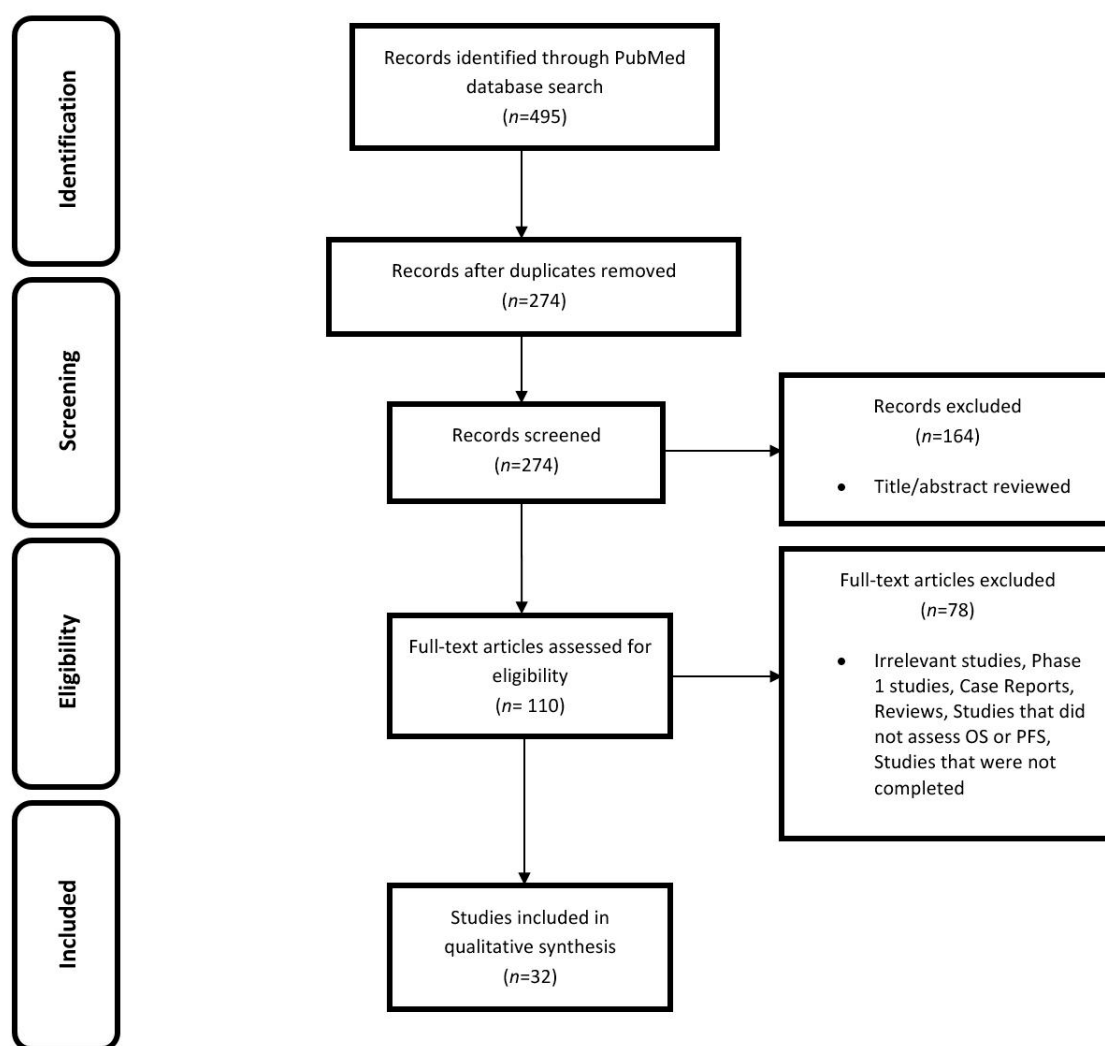 Identification
Records identified through PubMed
database search
(n=495)
Records after duplicates removed
(n=274)
Screening
Records screened
(n=274)
Records excluded
(n=164)
• Title/abstract reviewed
Eligibility
Full-text articles assessed for
eligibility
(n= 110)
Full-text articles excluded
(n=78)
• Irrelevant studies, Phase
1 studies, Case Reports,
Reviews, Studies that did
not assess OS or PFS,
Studies that were not
completed
Included
Studies included in
qualitative synthesis
(n=32)